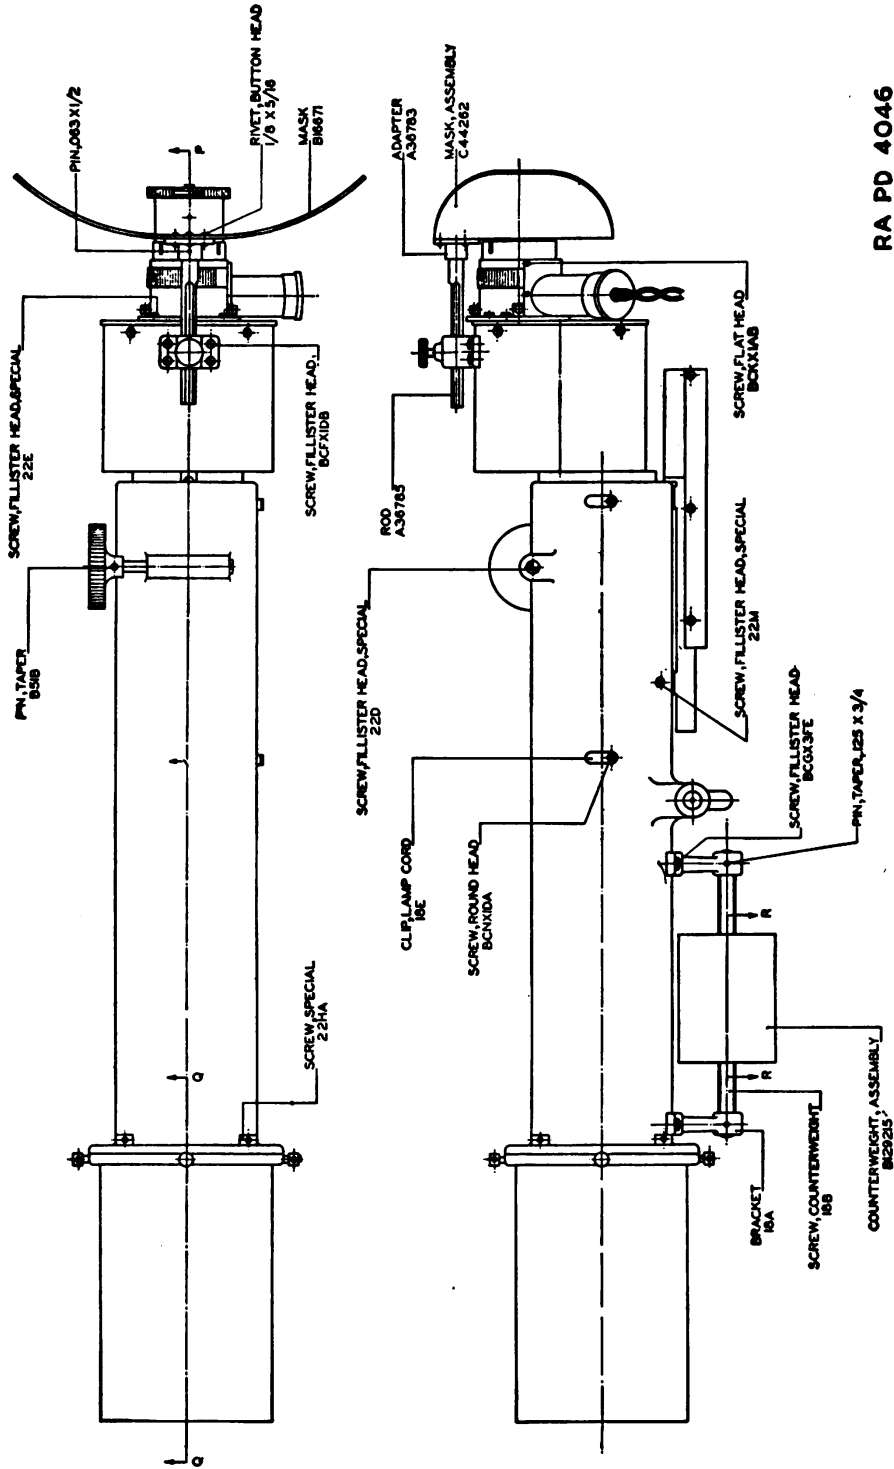 PIN, TAPER
B51B
SCREW, FILLISTER HEAD, SPECIAL
22E
PIN, .063 X 1/2
RIVET, BUTTON HEAD
1/8 X 5/16
MASK
B16671
P
SCREW, FILLISTER HEAD,
BCFX1DB
Q
Q
SCREW, SPECIAL
22HA
ADAPTER
A36783
MASK, ASSEMBLY
C44262
ROD
A36785
SCREW, FILLISTER HEAD, SPECIAL
22D
CLIP, LAMP CORD
18E
SCREW, ROUND HEAD
BCNX1DA
SCREW, FLAT HEAD
BCKX1AB
SCREW, FILLISTER HEAD, SPECIAL
22M
SCREW, FILLISTER HEAD
BCGX3FE
PIN, TAPER, .125 X 3/4
R
R
BRACKET
18A
SCREW, COUNTERWEIGHT
18B
COUNTERWEIGHT, ASSEMBLY
B129215
RA PD 4046